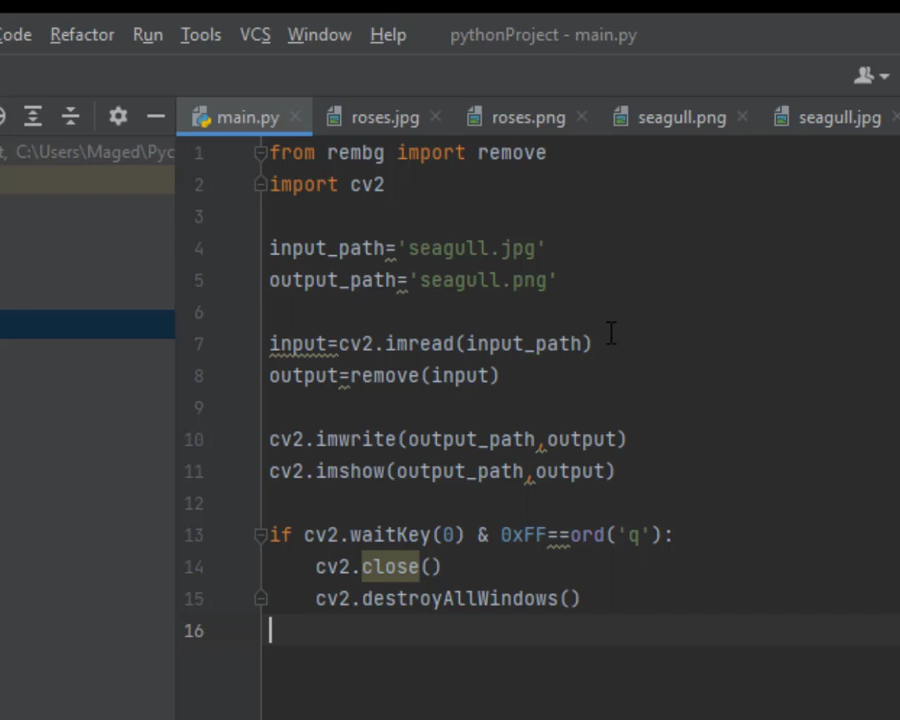 ode Refactor Run Tools VCS Window Help pythonProject - main.py
main.py roses.jpg roses.png seagull.png seagull.jpg
t, C:\Users\Maged\Pyc
1 from rembg import remove
2 import cv2
3
4 input_path='seagull.jpg'
5 output_path='seagull.png'
6
7 input=cv2.imread(input_path)
8 output=remove(input)
9
10 cv2.imwrite(output_path,output)
11 cv2.imshow(output_path,output)
12
13 if cv2.waitKey(0) & 0xFF==ord('q'):
14 cv2.close()
15 cv2.destroyAllWindows()
16